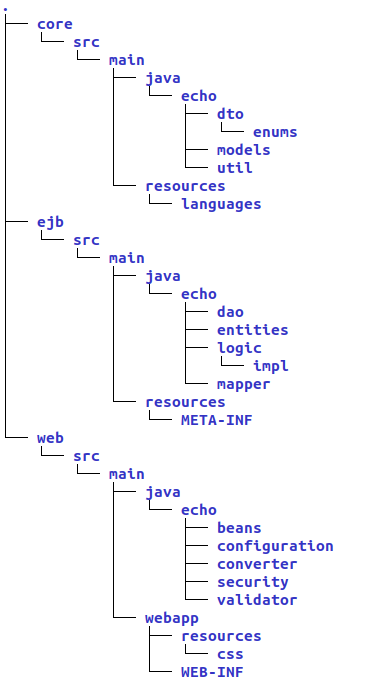 .
core
src
main
java
echo
dto
enums
models
util
resources
languages
ejb
src
main
java
echo
dao
entities
logic
impl
mapper
resources
META-INF
web
src
main
java
echo
beans
configuration
converter
security
validator
webapp
resources
css
WEB-INF